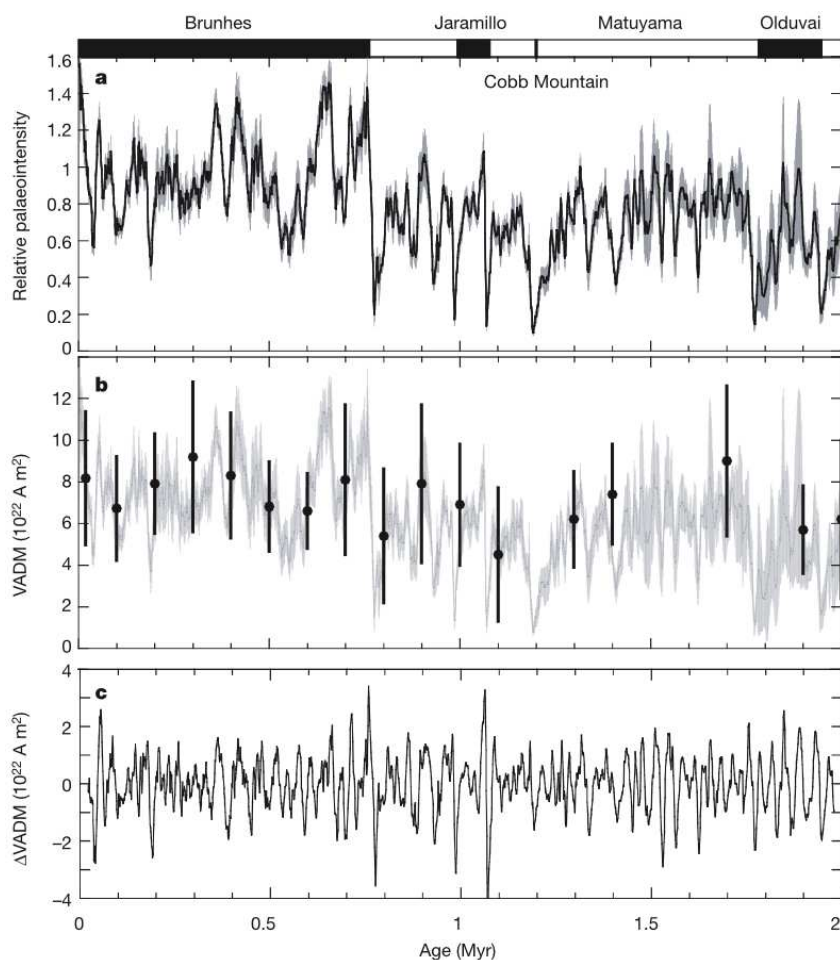 Brunhes Jaramillo Matuyama Olduvai
a
Cobb Mountain
Relative palaeointensity
1.6
1.4
1.2
1
0.8
0.6
0.4
0.2
0
b
VADM (10²² A m²)
12
10
8
6
4
2
0
c
ΔVADM (10²² A m²)
4
2
0
−2
−4
0 0.5 1 1.5 2
Age (Myr)